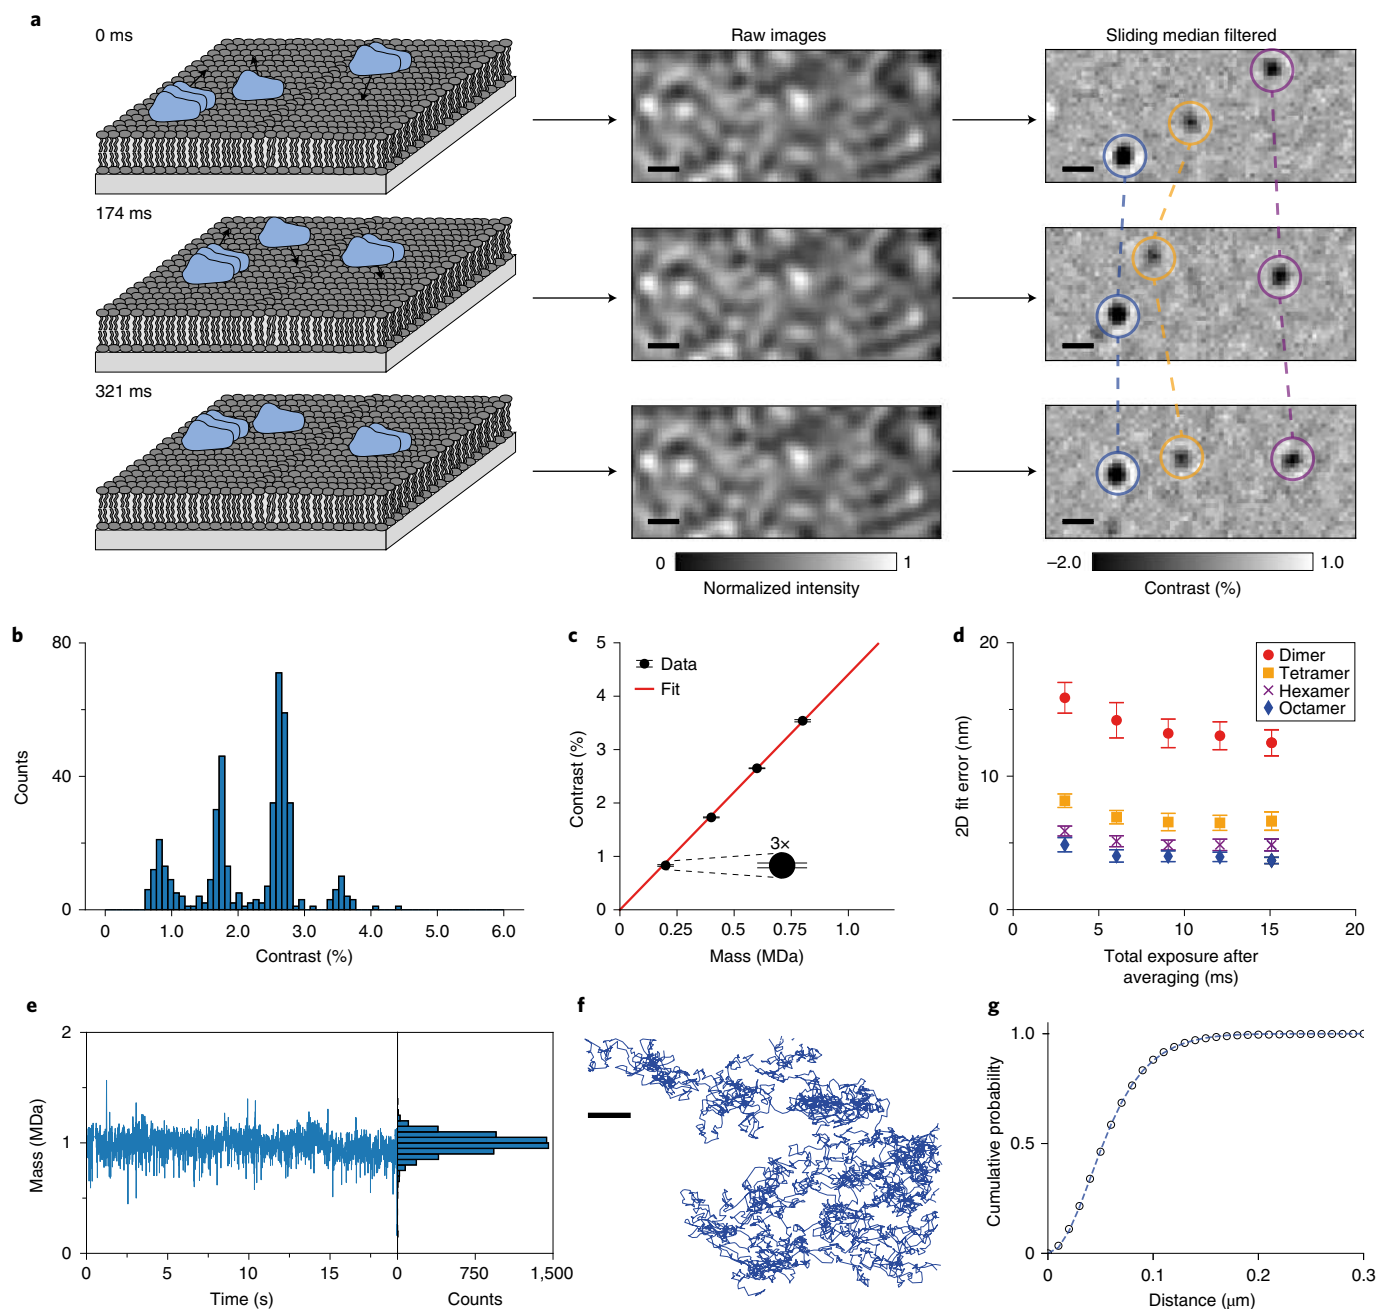 a
0 ms
Raw images
Sliding median filtered
174 ms
321 ms
0
1
Normalized intensity
–2.0
1.0
Contrast (%)
b
80
40
0
Counts
0
1.0
2.0
3.0
4.0
5.0
6.0
Contrast (%)
c
5
4
3
2
1
0
Contrast (%)
Data
Fit
3×
0
0.25
0.5
0.75
1.0
Mass (MDa)
d
20
10
0
2D fit error (nm)
Dimer
Tetramer
Hexamer
Octamer
0
5
10
15
20
Total exposure after
averaging (ms)
e
2
1
0
Mass (MDa)
0
5
10
15
0
750
1,500
Time (s)
Counts
f
g
1.0
0.5
0
Cumulative probability
0
0.1
0.2
0.3
Distance (μm)